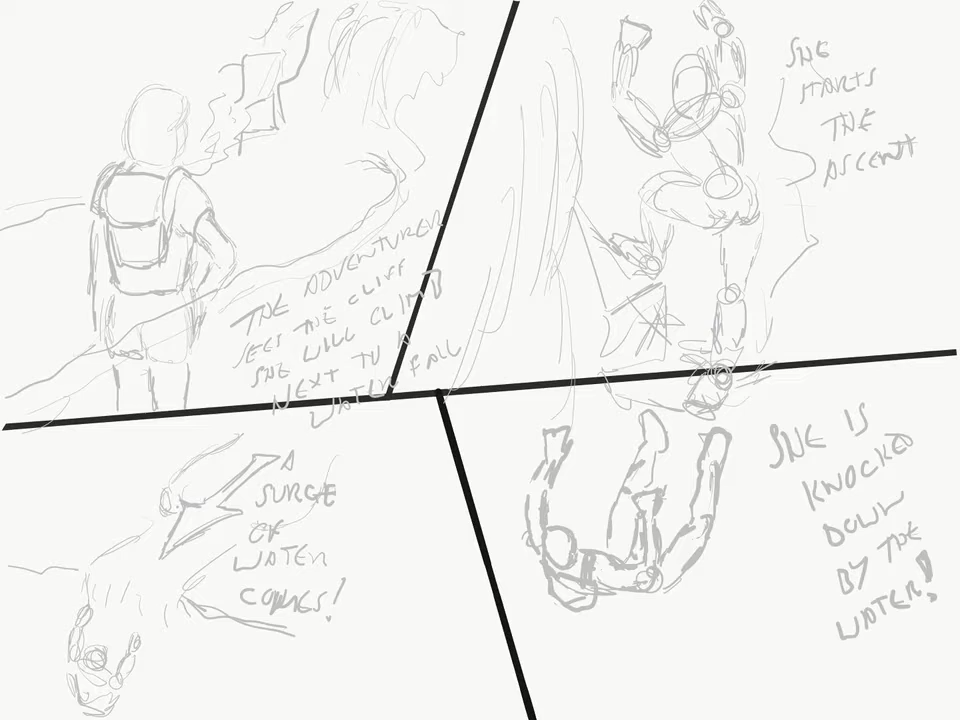 THE ADVENTURER
SEES THE CLIFF
SHE WILL CLIMB
NEXT TO A
WATER FALL
SHE
STARTS
THE
ASCENT
A
SURGE
OF
WATER
COMES!
SHE IS
KNOCKED
DOWN
BY THE
WATER!